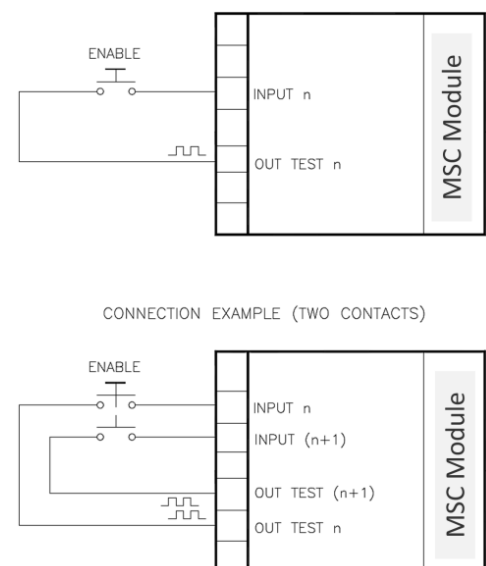 ENABLE
INPUT n
OUT TEST n
MSC Module
CONNECTION EXAMPLE (TWO CONTACTS)
ENABLE
INPUT n
INPUT (n+1)
OUT TEST (n+1)
OUT TEST n
MSC Module